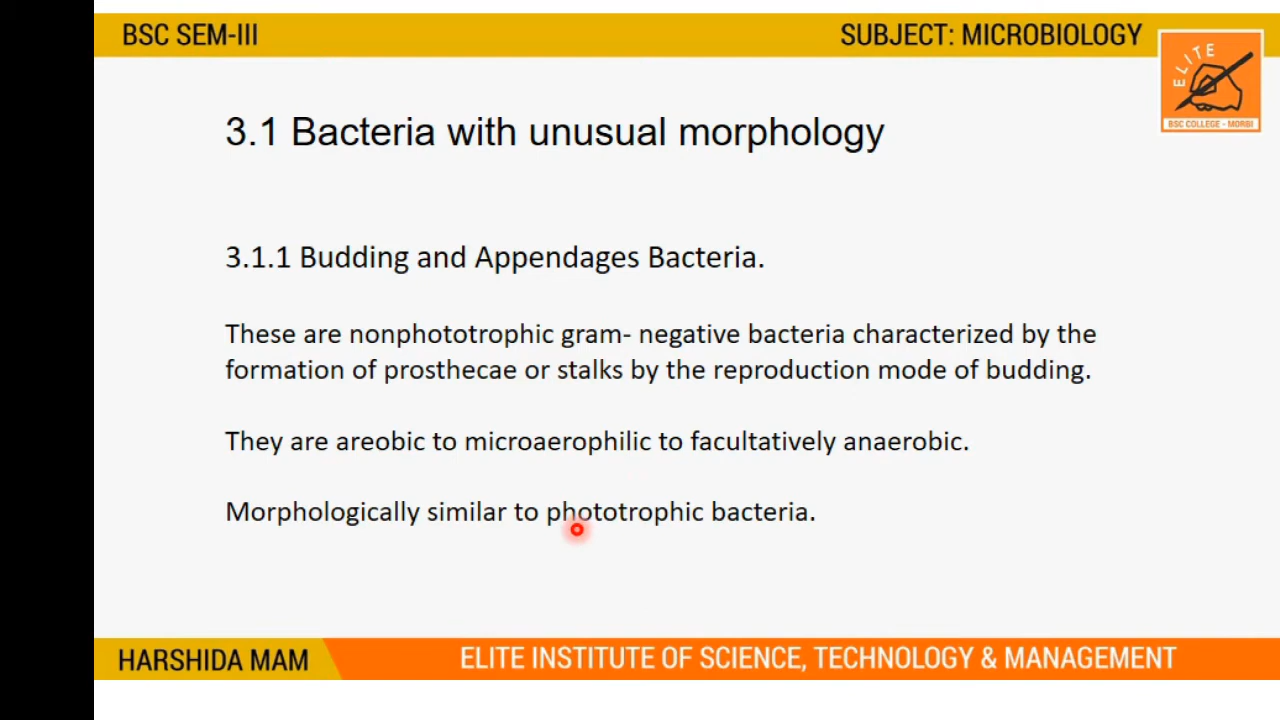 BSC SEM-III
SUBJECT: MICROBIOLOGY
ELITE
BSC COLLEGE - MORBI
3.1 Bacteria with unusual morphology
3.1.1 Budding and Appendages Bacteria.
These are nonphototrophic gram- negative bacteria characterized by the
formation of prosthecae or stalks by the reproduction mode of budding.
They are areobic to microaerophilic to facultatively anaerobic.
Morphologically similar to phototrophic bacteria.
HARSHIDA MAM
ELITE INSTITUTE OF SCIENCE, TECHNOLOGY & MANAGEMENT